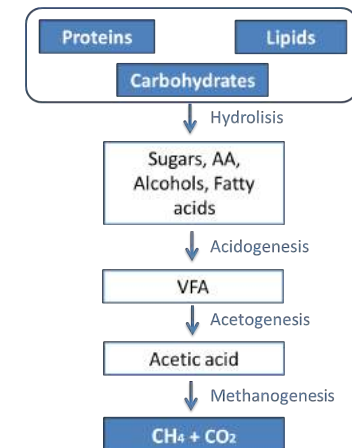 Proteins
Lipids
Carbohydrates
Hydrolisis
Sugars, AA,
Alcohols, Fatty
acids
Acidogenesis
VFA
Acetogenesis
Acetic acid
Methanogenesis
CH4 + CO2